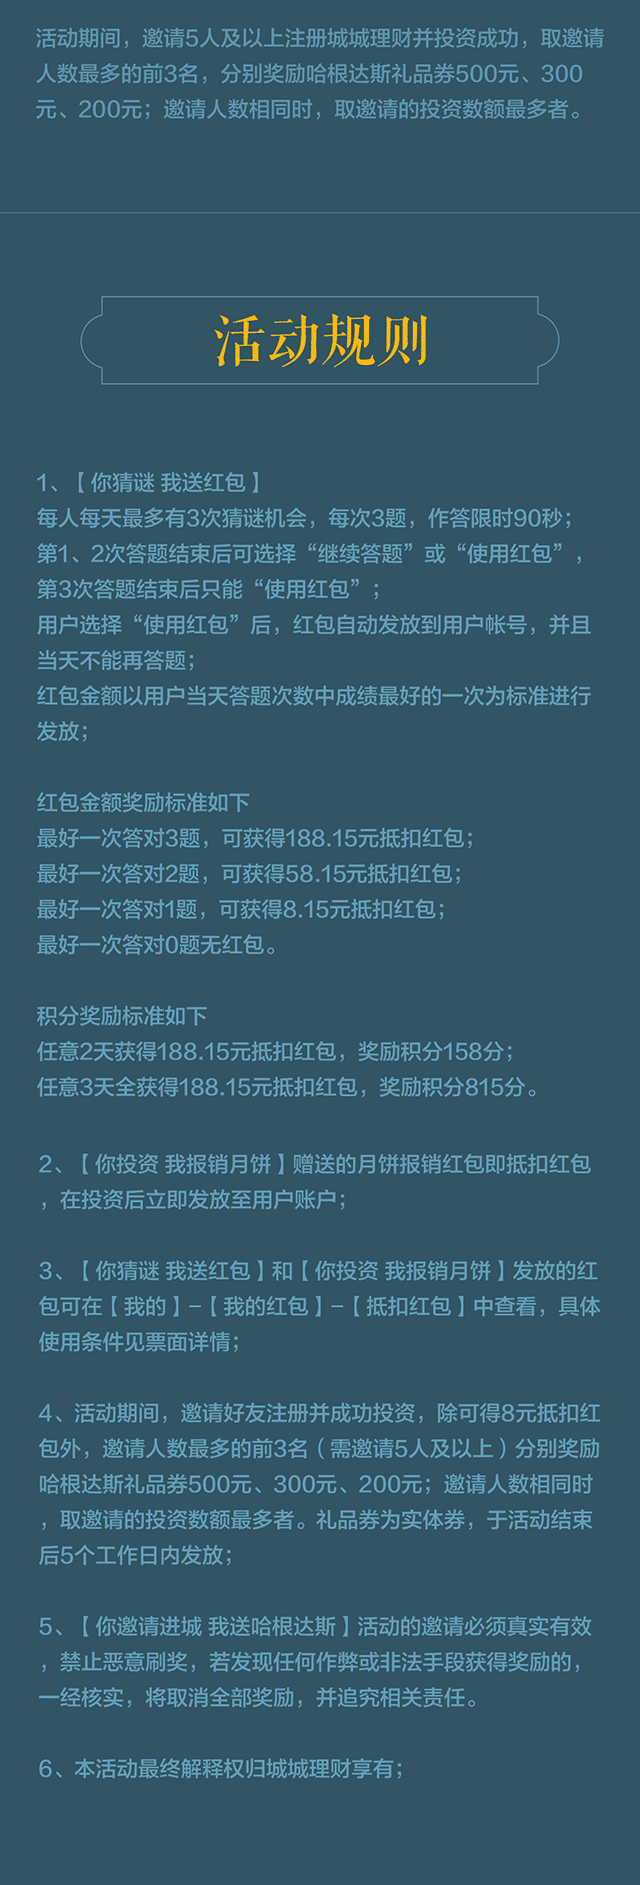 活动期间，邀请5人及以上注册城城理财并投资成功，取邀请
人数最多的前3名，分别奖励哈根达斯礼品券500元、300
元、200元；邀请人数相同时，取邀请的投资数额最多者。
活动规则
1、【你猜谜 我送红包】
每人每天最多有3次猜谜机会，每次3题，作答限时90秒；
第1、2次答题结束后可选择“继续答题”或“使用红包”，
第3次答题结束后只能“使用红包”；
用户选择“使用红包”后，红包自动发放到用户帐号，并且
当天不能再答题；
红包金额以用户当天答题次数中成绩最好的一次为标准进行
发放；
红包金额奖励标准如下
最好一次答对3题，可获得188.15元抵扣红包；
最好一次答对2题，可获得58.15元抵扣红包；
最好一次答对1题，可获得8.15元抵扣红包；
最好一次答对0题无红包。
积分奖励标准如下
任意2天获得188.15元抵扣红包，奖励积分158分；
任意3天全获得188.15元抵扣红包，奖励积分815分。
2、【你投资 我报销月饼】赠送的月饼报销红包即抵扣红包
，在投资后立即发放至用户账户；
3、【你猜谜 我送红包】和【你投资 我报销月饼】发放的红
包可在【我的】-【我的红包】-【抵扣红包】中查看，具体
使用条件见票面详情；
4、活动期间，邀请好友注册并成功投资，除可得8元抵扣红
包外，邀请人数最多的前3名（需邀请5人及以上）分别奖励
哈根达斯礼品券500元、300元、200元；邀请人数相同时
，取邀请的投资数额最多者。礼品券为实体券，于活动结束
后5个工作日内发放；
5、【你邀请进城 我送哈根达斯】活动的邀请必须真实有效
，禁止恶意刷奖，若发现任何作弊或非法手段获得奖励的，
一经核实，将取消全部奖励，并追究相关责任。
6、本活动最终解释权归城城理财享有；